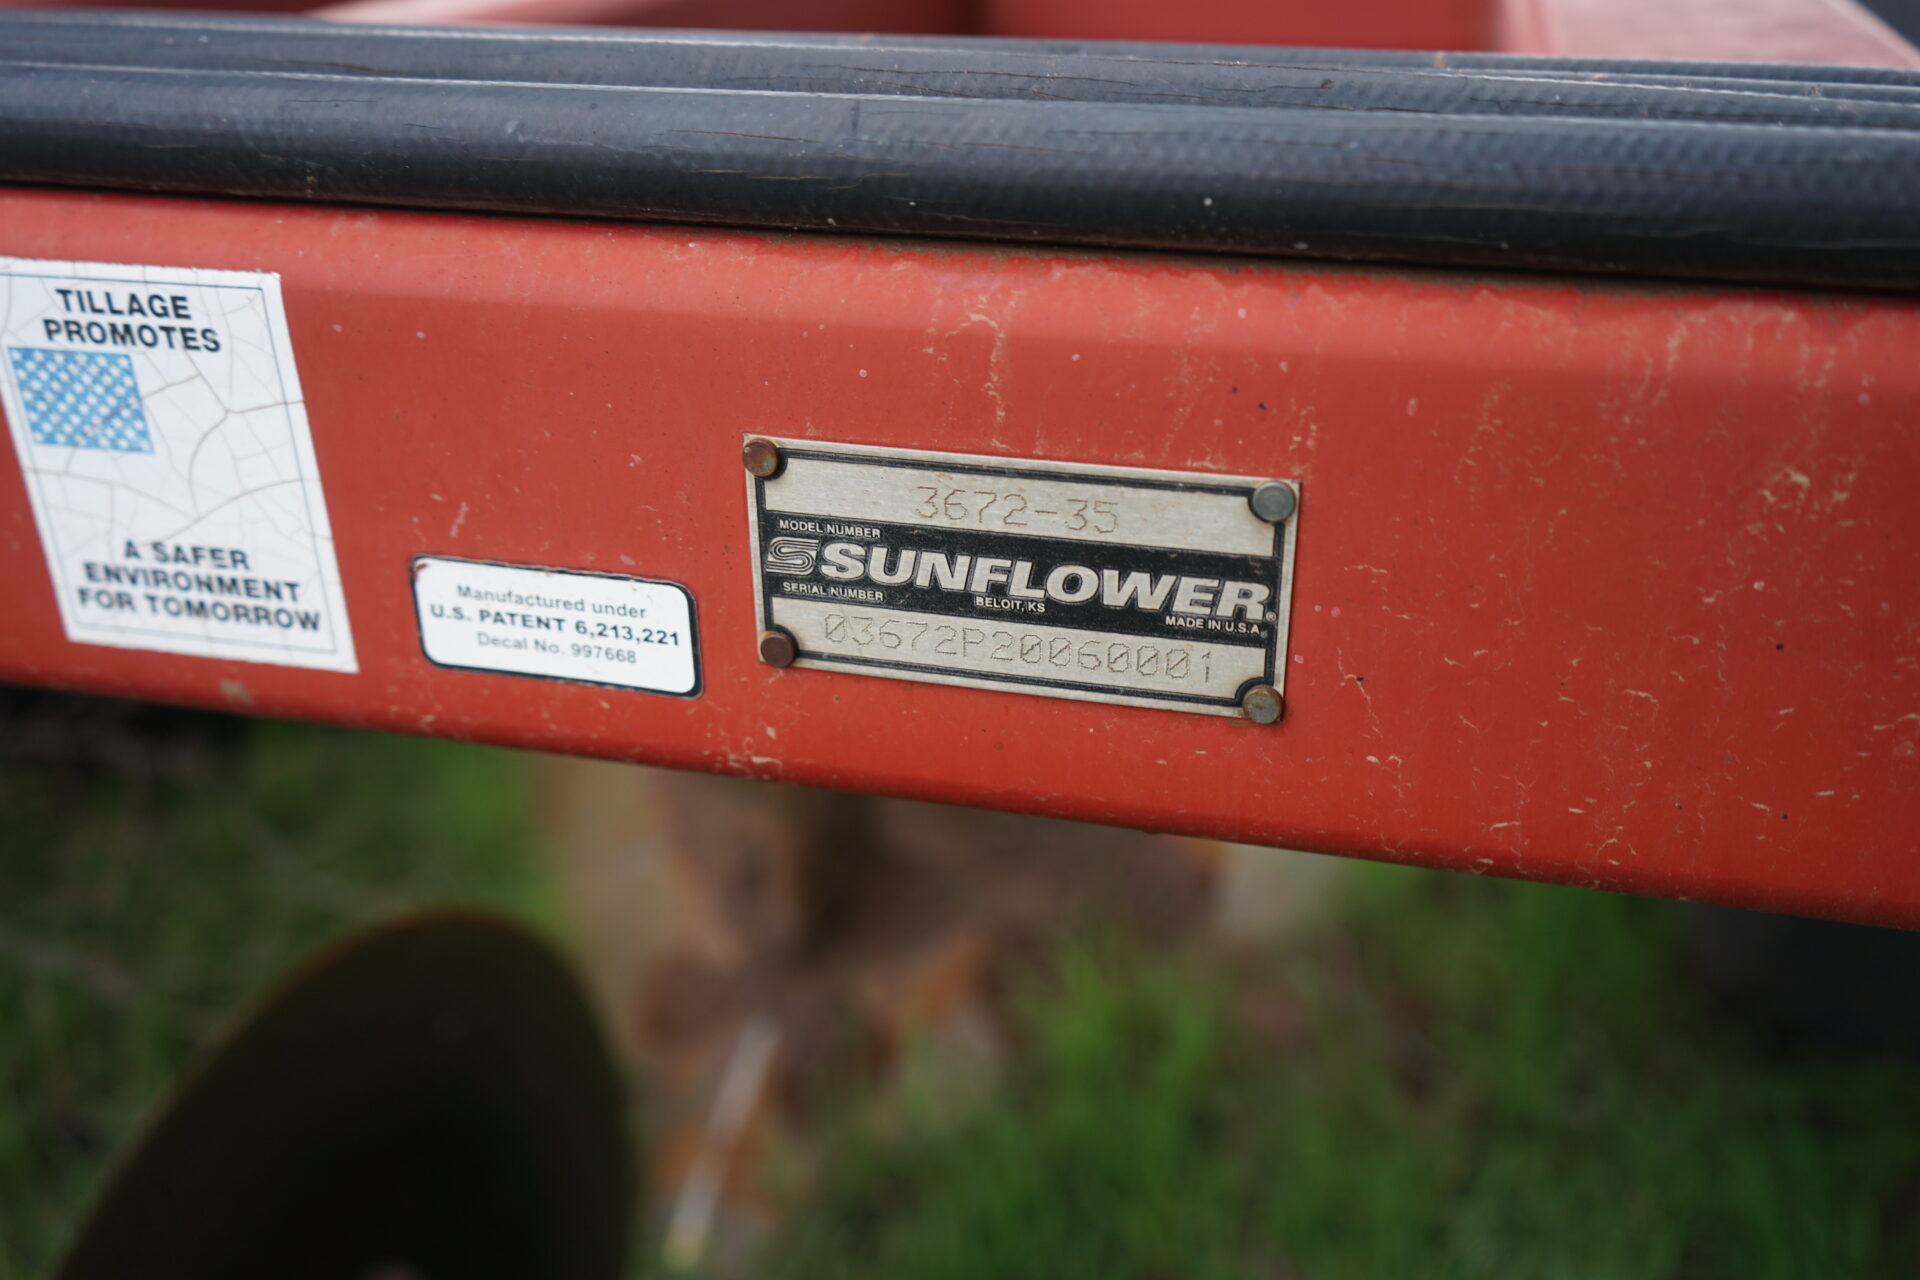 TILLAGE
PROMOTES
A SAFER
ENVIRONMENT
FOR TOMORROW
Manufactured under
U.S. PATENT 6,213,221
Decal No. 997668
3672-35
MODEL NUMBER
SUNFLOWER®
SERIAL NUMBER
BELOIT, KS
MADE IN U.S.A.
03672P20060001